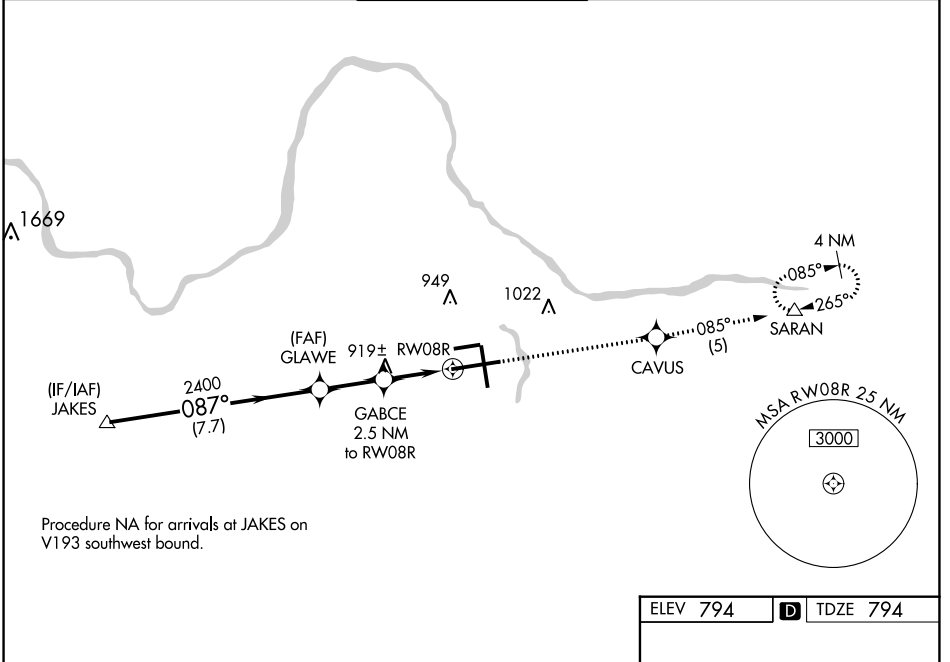 1669
4 NM
085°
265°
SARAN
949
1022
085°
(5)
CAVUS
(FAF)
GLAWE
919±
RW08R
(IF/IAF)
JAKES
2400
087°
(7.7)
GABCE
2.5 NM
to RW08R
MSA RW08R 25 NM
3000
Procedure NA for arrivals at JAKES on
V193 southwest bound.
ELEV 794 D TDZE 794